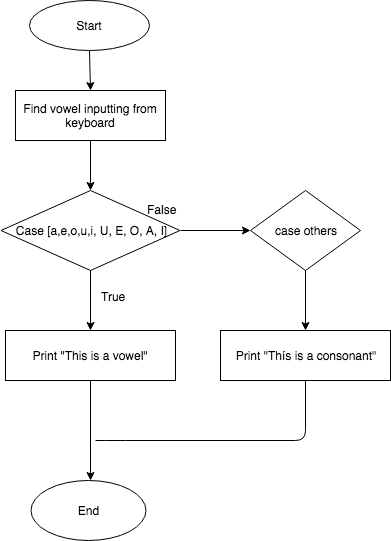 Start
Find vowel inputting from
keyboard
False
Case [a,e,o,u,i, U, E, O, A, I]
case others
True
Print "This is a vowel"
Print "This is a consonant"
End